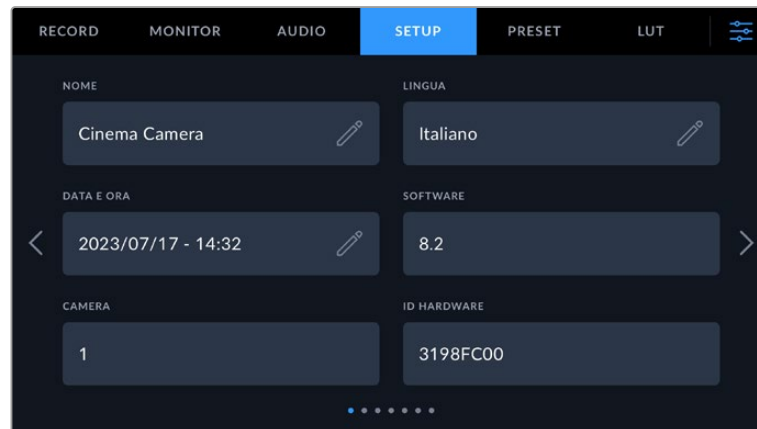 RECORD MONITOR AUDIO SETUP PRESET LUT
NOME LINGUA
Cinema Camera Italiano
DATA E ORA SOFTWARE
2023/07/17 - 14:32 8.2
CAMERA ID HARDWARE
1 3198FC00